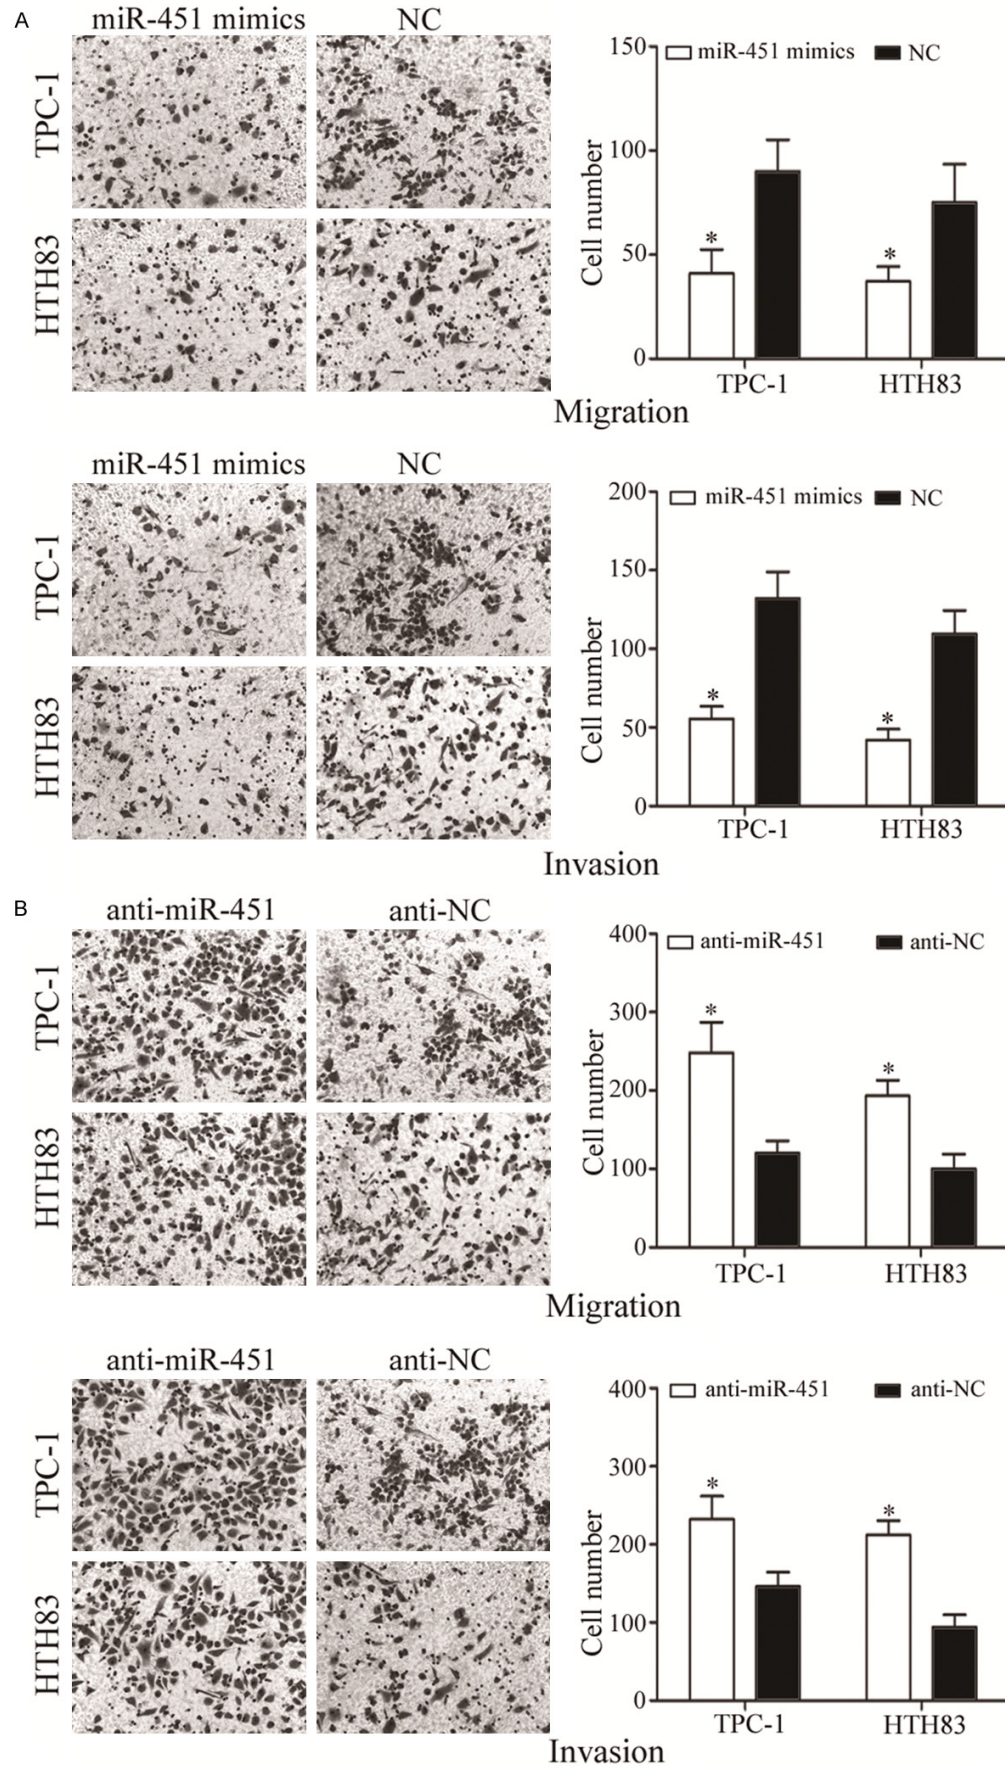 A
miR-451 mimics NC
TPC-1
HTH83
150
100
50
0
Cell number
miR-451 mimics NC
* *
TPC-1 HTH83
Migration
miR-451 mimics NC
TPC-1
HTH83
200
150
100
50
0
Cell number
miR-451 mimics NC
* *
TPC-1 HTH83
Invasion
B
anti-miR-451 anti-NC
TPC-1
HTH83
400
300
200
100
0
Cell number
anti-miR-451 anti-NC
* *
TPC-1 HTH83
Migration
anti-miR-451 anti-NC
TPC-1
HTH83
400
300
200
100
0
Cell number
anti-miR-451 anti-NC
* *
TPC-1 HTH83
Invasion